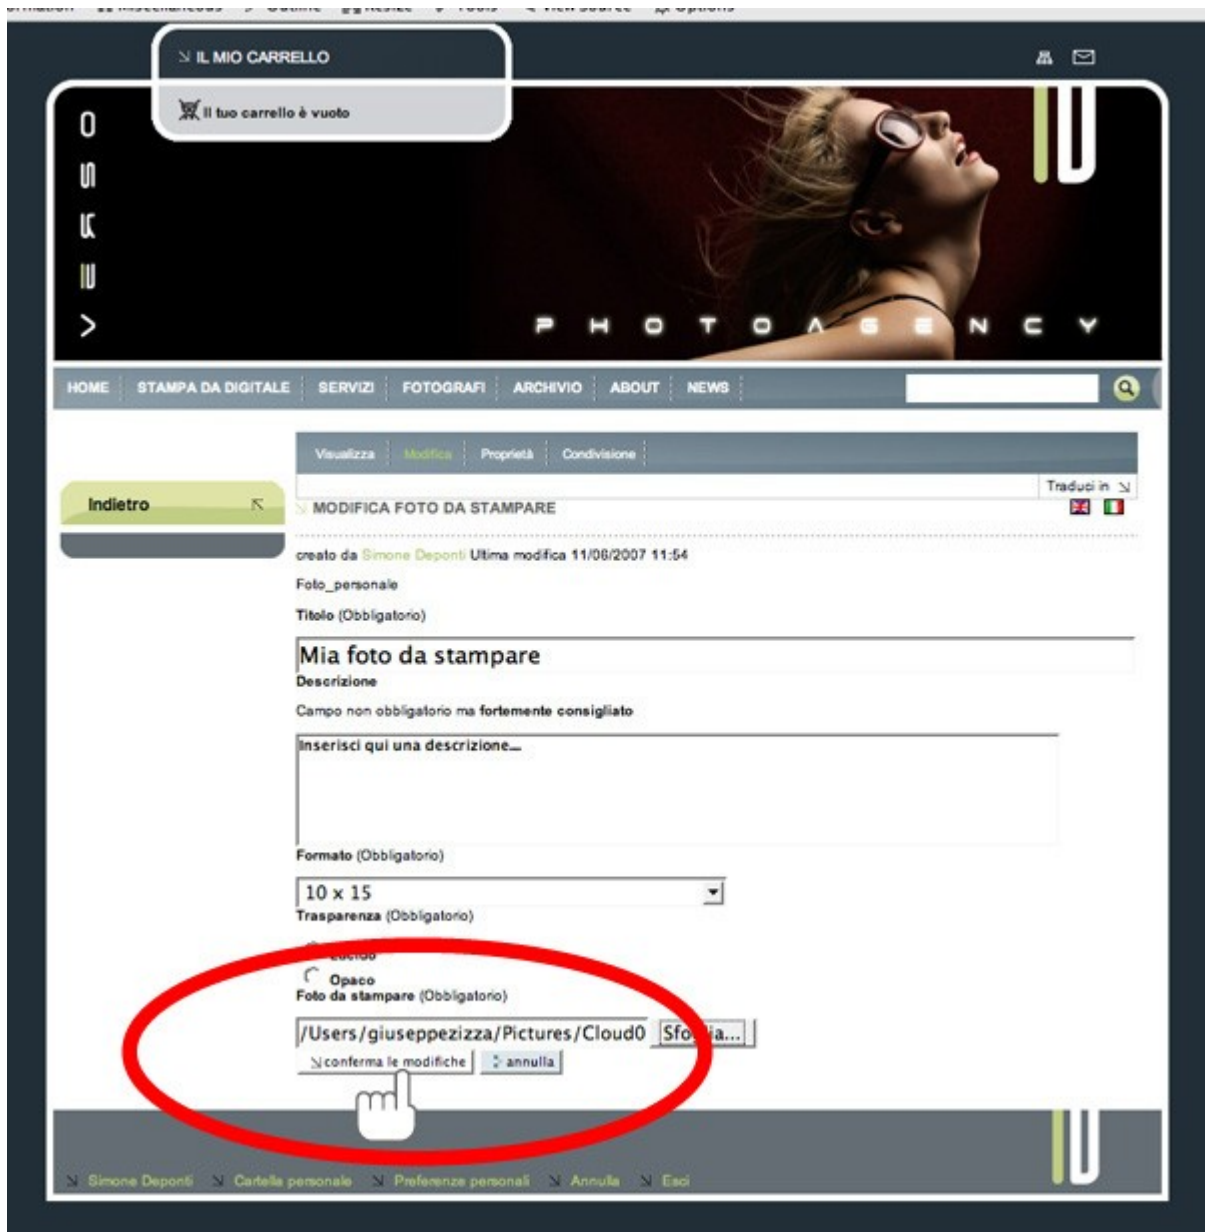 IL MIO CARRELLO
Il tuo carrello è vuoto
PHOTOAGENCY
HOME STAMPA DA DIGITALE SERVIZI FOTOGRAFI ARCHIVIO ABOUT NEWS
Visualizza Modifica Proprietà Condivisione
Traduci in
Indietro
MODIFICA FOTO DA STAMPARE
creato da Simone Deponti Ultima modifica 11/06/2007 11:54
Foto_personale
Titolo (Obbligatorio)
Mia foto da stampare
Descrizione
Campo non obbligatorio ma fortemente consigliato
Inserisci qui una descrizione...
Formato (Obbligatorio)
10 x 15
Trasparenza (Obbligatorio)
Lucido
Opaco
Foto da stampare (Obbligatorio)
/Users/giuseppezizza/Pictures/Cloud0 Sfoglia...
conferma le modifiche annulla
Simone Deponti Cartella personale Preferenze personali Annulla Esci